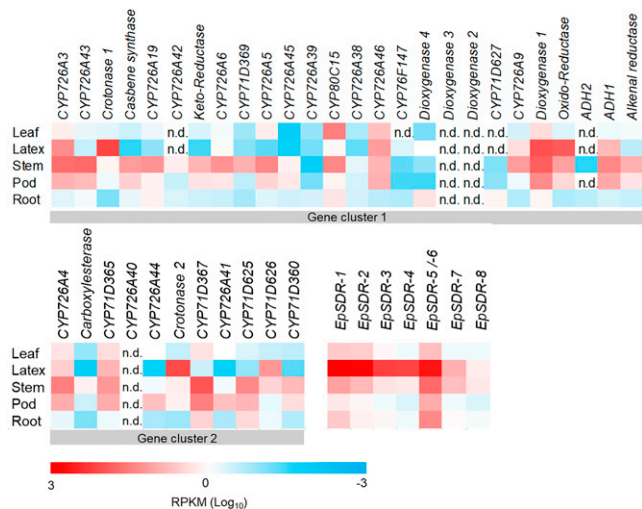 CYP726A3
CYP726A43
Crotonase 1
Casbene synthase
CYP726A19
CYP726A42
Keto-Reductase
CYP726A6
CYP71D369
CYP726A5
CYP726A45
CYP726A39
CYP80C15
CYP726A38
CYP726A46
CYP76F147
Dioxygenase 4
Dioxygenase 3
Dioxygenase 2
CYP71D627
CYP726A9
Dioxygenase 1
Oxido-Reductase
ADH2
ADH1
Alkenal reductase
Leaf n.d. n.d. n.d. n.d. n.d.
Latex n.d. n.d. n.d.
Stem n.d. n.d.
Pod n.d. n.d. n.d.
Root n.d. n.d.
Gene cluster 1
CYP726A4
Carboxylesterase
CYP71D365
CYP726A40
CYP726A44
Crotonase 2
CYP71D367
CYP726A41
CYP71D625
CYP71D626
CYP71D360
EpSDR-1
EpSDR-2
EpSDR-3
EpSDR-4
EpSDR-5 /-6
EpSDR-7
EpSDR-8
Leaf n.d.
Latex n.d.
Stem n.d.
Pod n.d.
Root n.d.
Gene cluster 2
3 0 -3
RPKM (Log10)